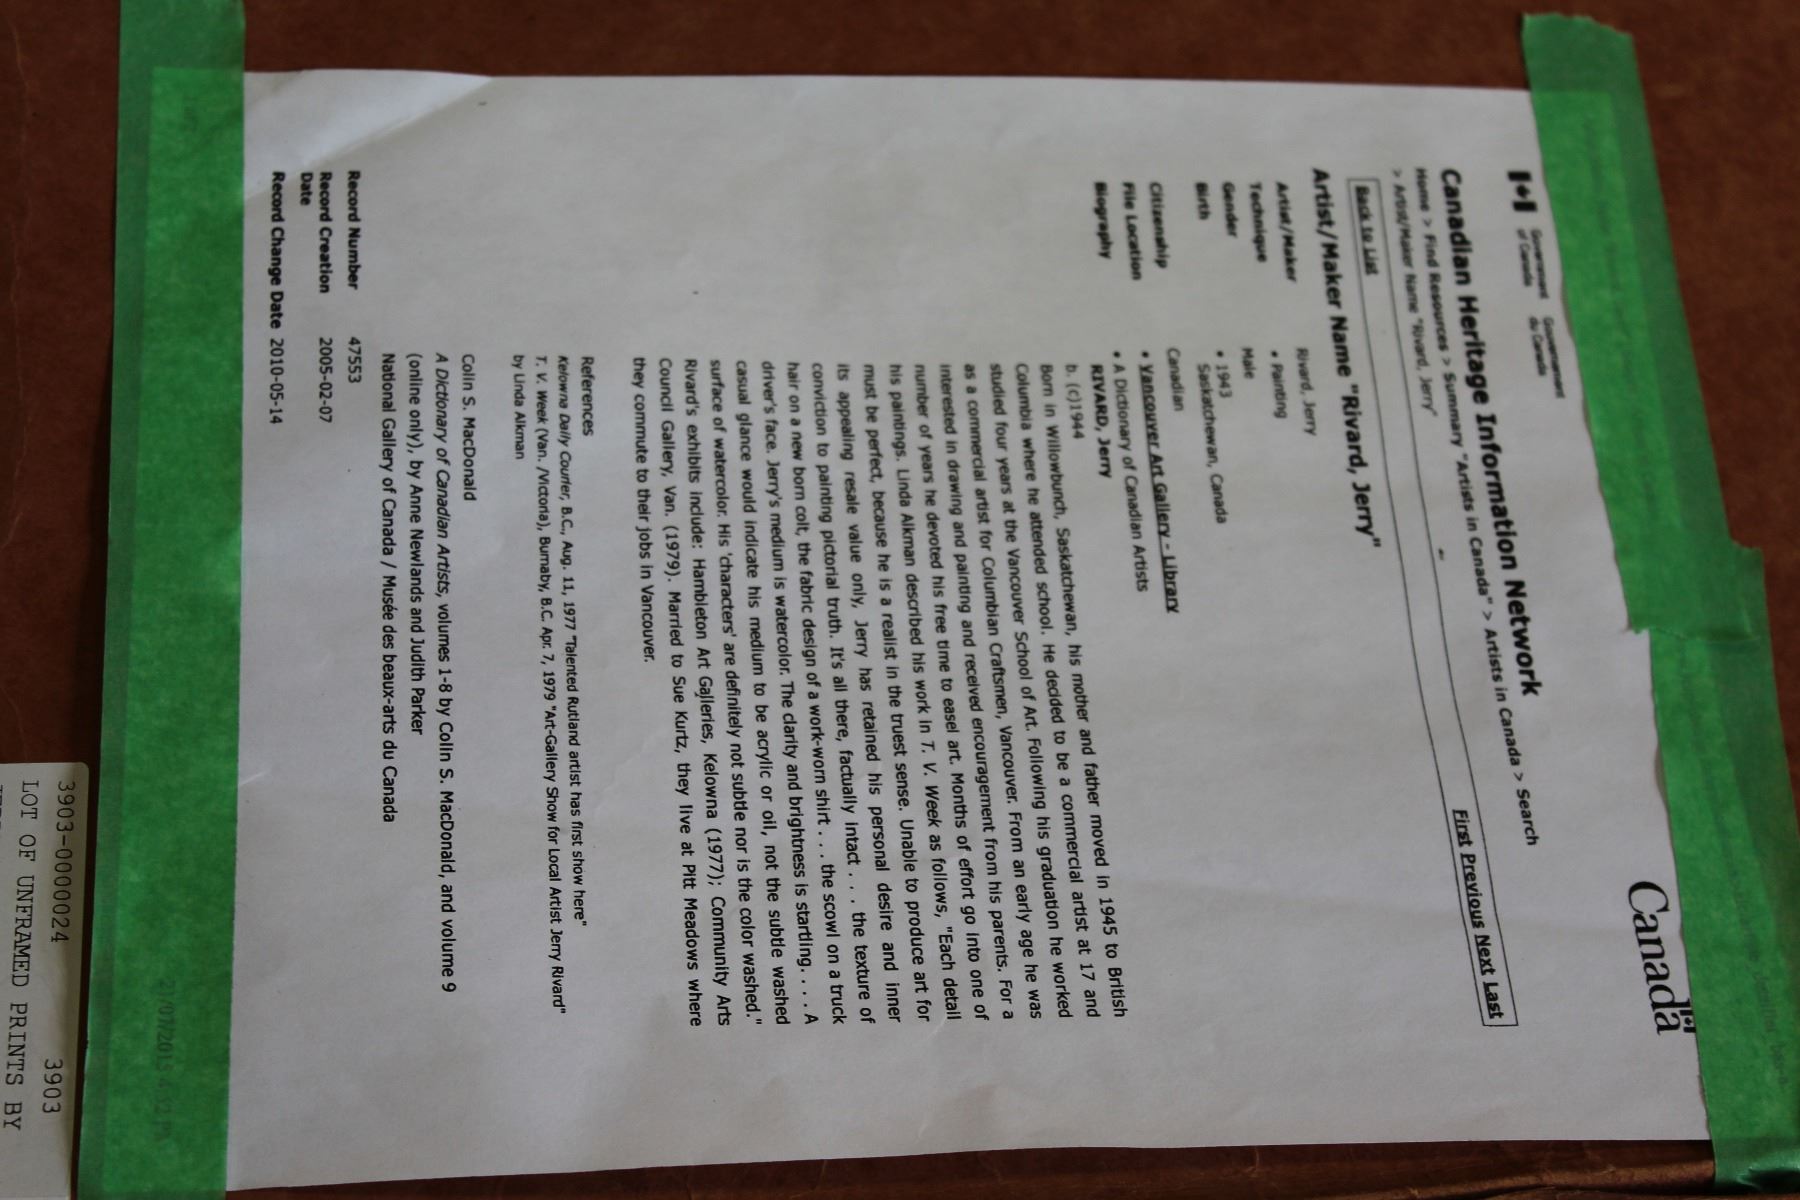 Government of Canada
Gouvernement du Canada
Canada
Canadian Heritage Information Network
Home > Find Resources > Summary "Artists in Canada" > Artists in Canada > Search
> Artist/Maker Name "Rivard, Jerry"
Back to List
First Previous Next Last
Artist/Maker Name "Rivard, Jerry"
Artist/Maker Rivard, Jerry
Technique • Painting
Gender Male
Birth • 1943
Saskatchewan, Canada
Citizenship Canadian
File Location • Vancouver Art Gallery - Library
Biography • A Dictionary of Canadian Artists
RIVARD, Jerry
b. (c)1944
Born in Willowbunch, Saskatchewan, his mother and father moved in 1945 to British
Columbia where he attended school. He decided to be a commercial artist at 17 and
studied four years at the Vancouver School of Art. Following his graduation he worked
as a commercial artist for Columbian Craftsmen, Vancouver. From an early age he was
interested in drawing and painting and received encouragement from his parents. For a
number of years he devoted his free time to easel art. Months of effort go into one of
his paintings. Linda Alkman described his work in T. V. Week as follows, "Each detail
must be perfect, because he is a realist in the truest sense. Unable to produce art for
its appealing resale value only, Jerry has retained his personal desire and inner
conviction to painting pictorial truth. It's all there, factually intact . . . the texture of
hair on a new born colt, the fabric design of a work-worn shirt . . . the scowl on a truck
driver's face. Jerry's medium is watercolor. The clarity and brightness is startling. . . . A
casual glance would indicate his medium to be acrylic or oil, not the subtle washed
surface of watercolor. His 'characters' are definitely not subtle nor is the color washed."
Rivard's exhibits include: Hambleton Art Galleries, Kelowna (1977); Community Arts
Council Gallery, Van. (1979). Married to Sue Kurtz, they live at Pitt Meadows where
they commute to their jobs in Vancouver.
References
Kelowna Daily Courier, B.C., Aug. 11, 1977 "Talented Rutland artist has first show here"
T. V. Week (Van. /Victoria), Burnaby, B.C. Apr. 7, 1979 "Art-Gallery Show for Local Artist Jerry Rivard"
by Linda Alkman
Colin S. MacDonald
A Dictionary of Canadian Artists, volumes 1-8 by Colin S. MacDonald, and volume 9
(online only), by Anne Newlands and Judith Parker
National Gallery of Canada / Musée des beaux-arts du Canada
Record Number 47553
Record Creation Date 2005-02-07
Record Change Date 2010-05-14
3903-0000024 3903
LOT OF UNFRAMED PRINTS BY